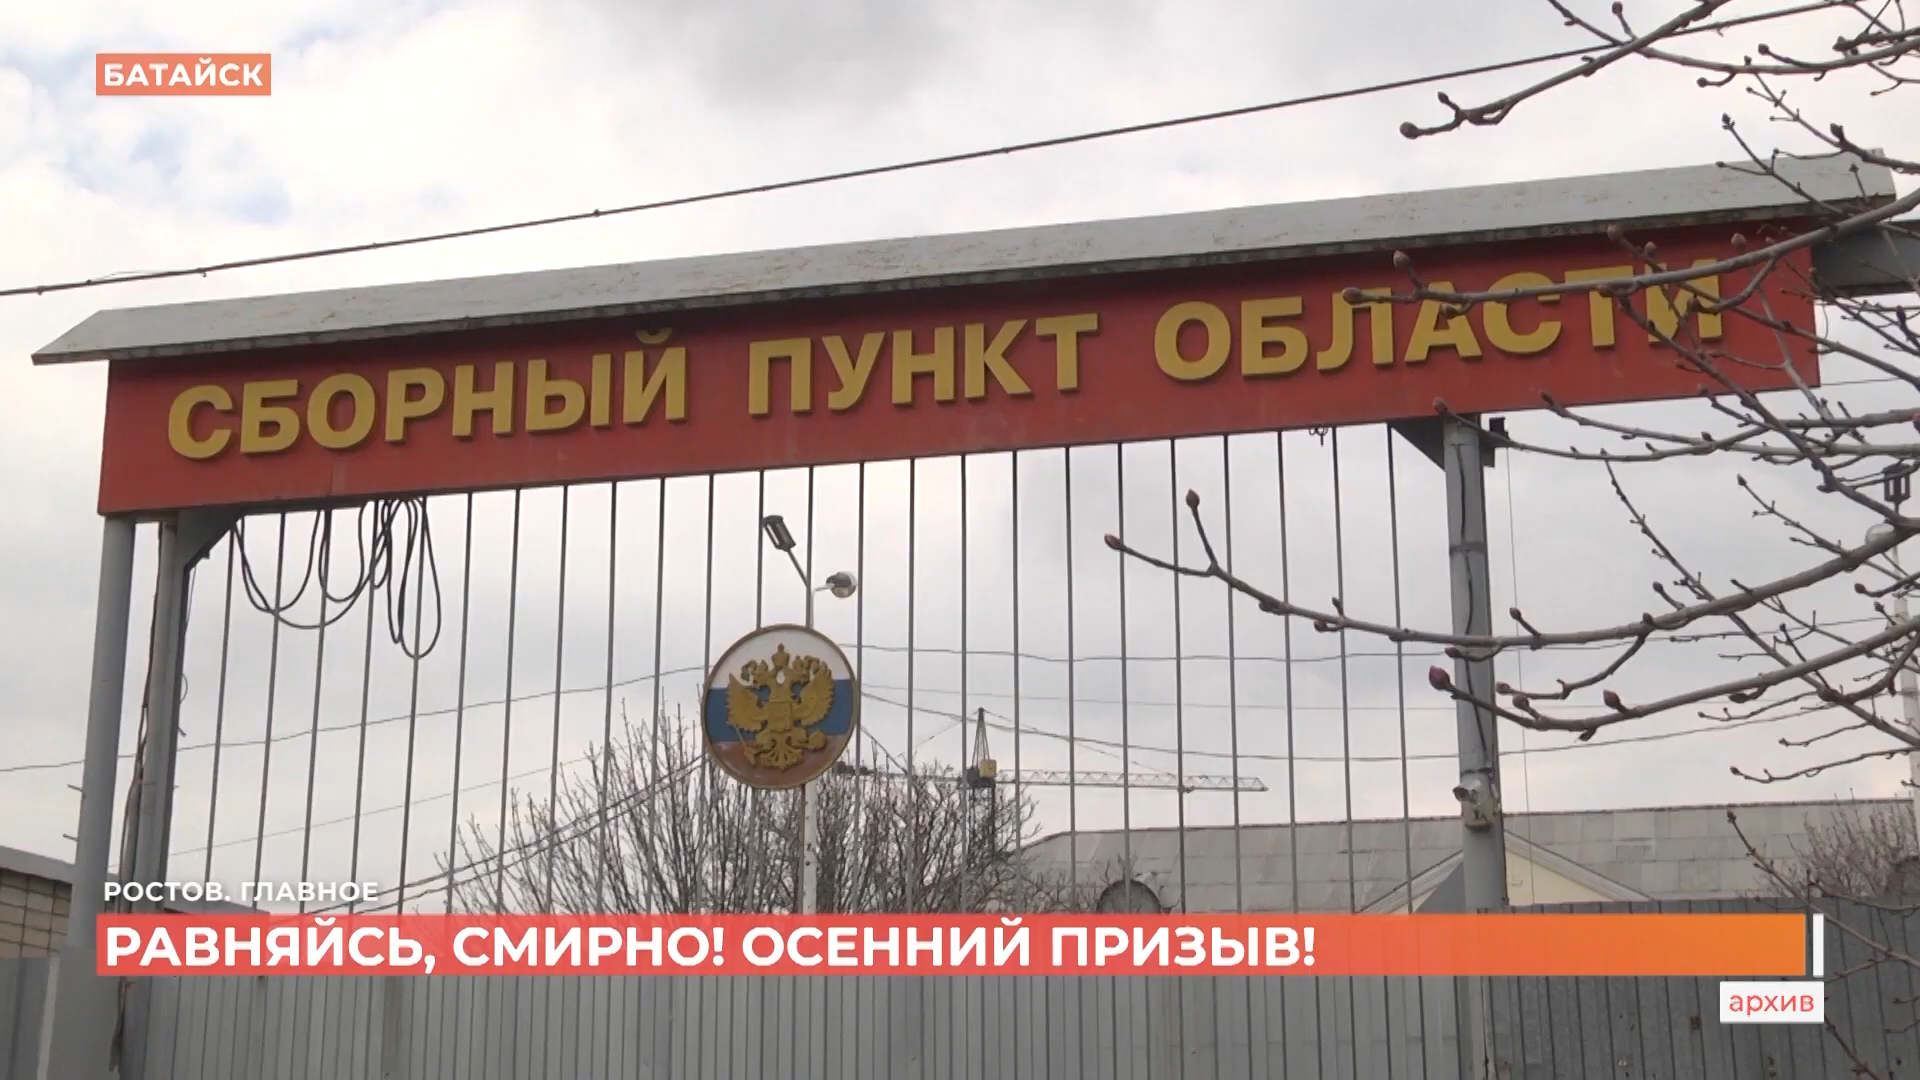 БАТАЙСК
СБОРНЫЙ ПУНКТ ОБЛАСТИ
РОСТОВ. ГЛАВНОЕ
РАВНЯЙСЬ, СМИРНО! ОСЕННИЙ ПРИЗЫВ!
архив